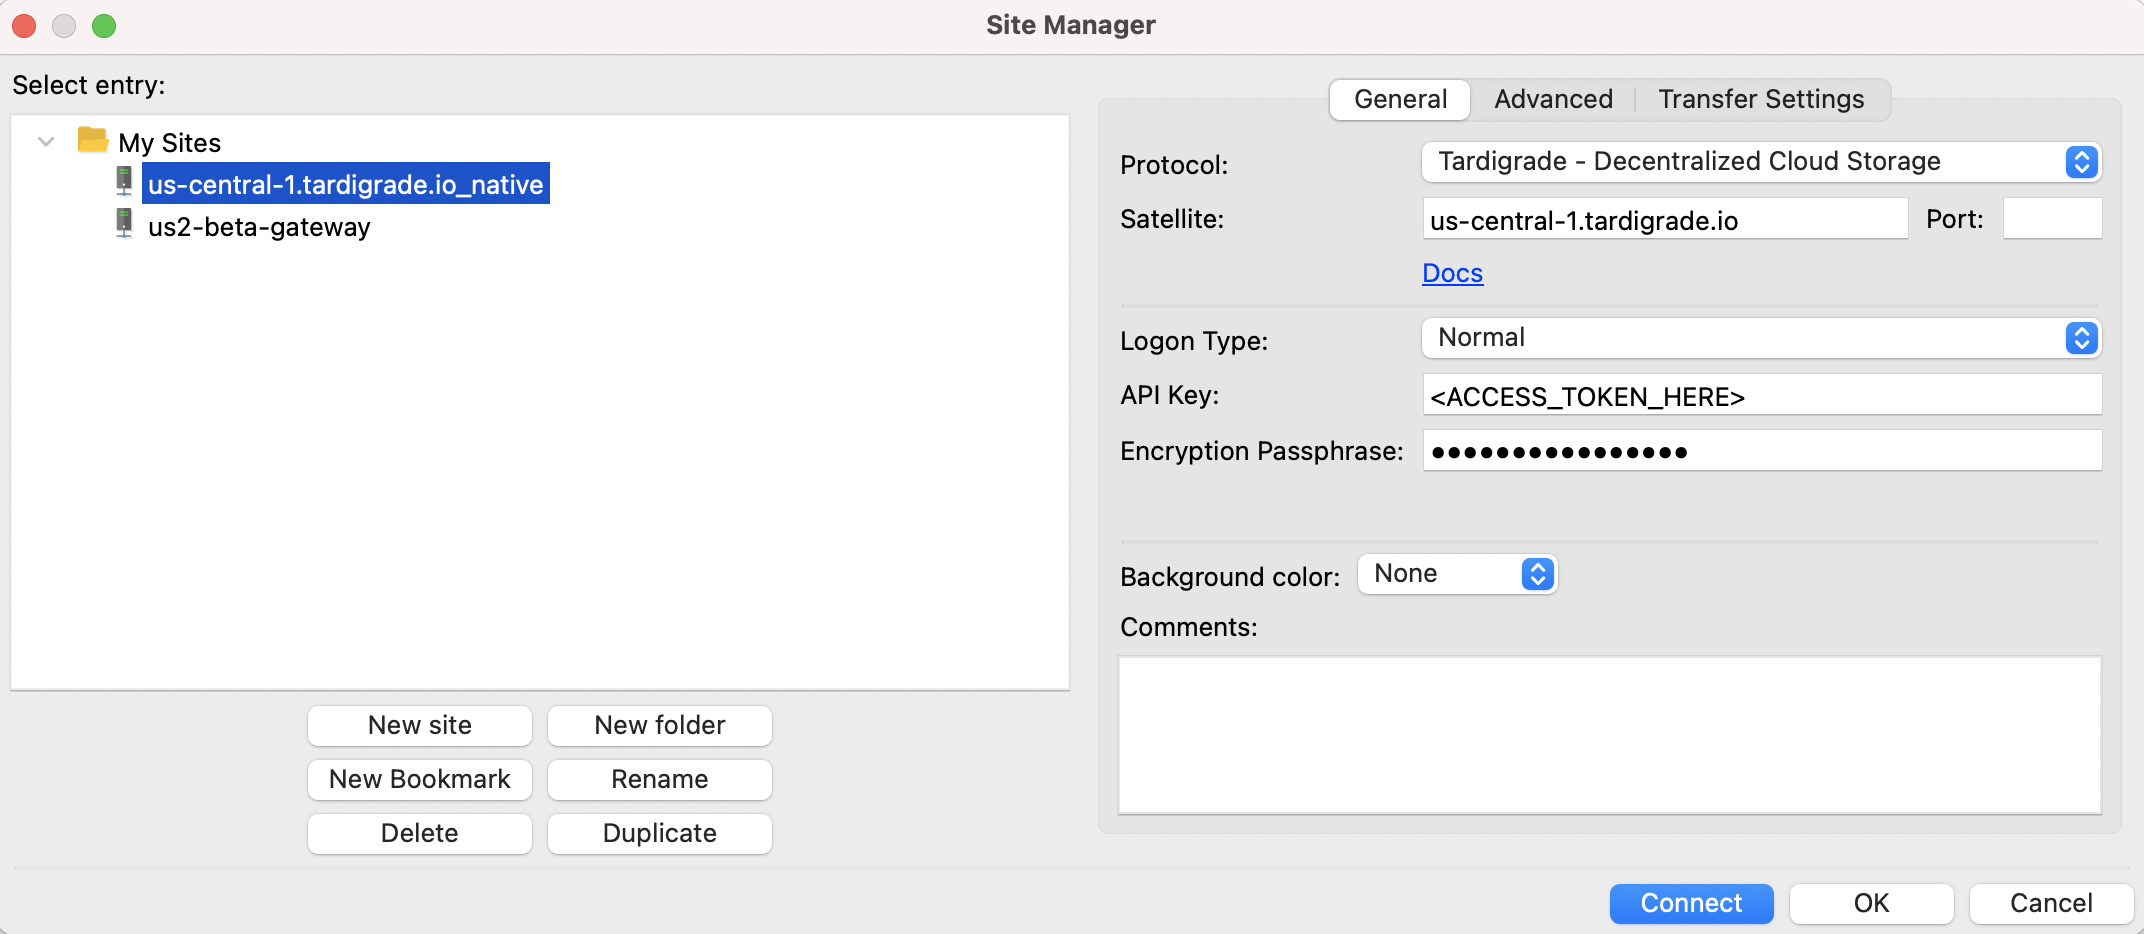 Site Manager
Select entry:
My Sites
us-central-1.tardigrade.io_native
us2-beta-gateway
New site
New folder
New Bookmark
Rename
Delete
Duplicate
General
Advanced
Transfer Settings
Protocol:
Tardigrade - Decentralized Cloud Storage
Satellite:
us-central-1.tardigrade.io
Port:
Docs
Logon Type:
Normal
API Key:
<ACCESS_TOKEN_HERE>
Encryption Passphrase:
●●●●●●●●●●●●●●●●
Background color:
None
Comments:
Connect
OK
Cancel